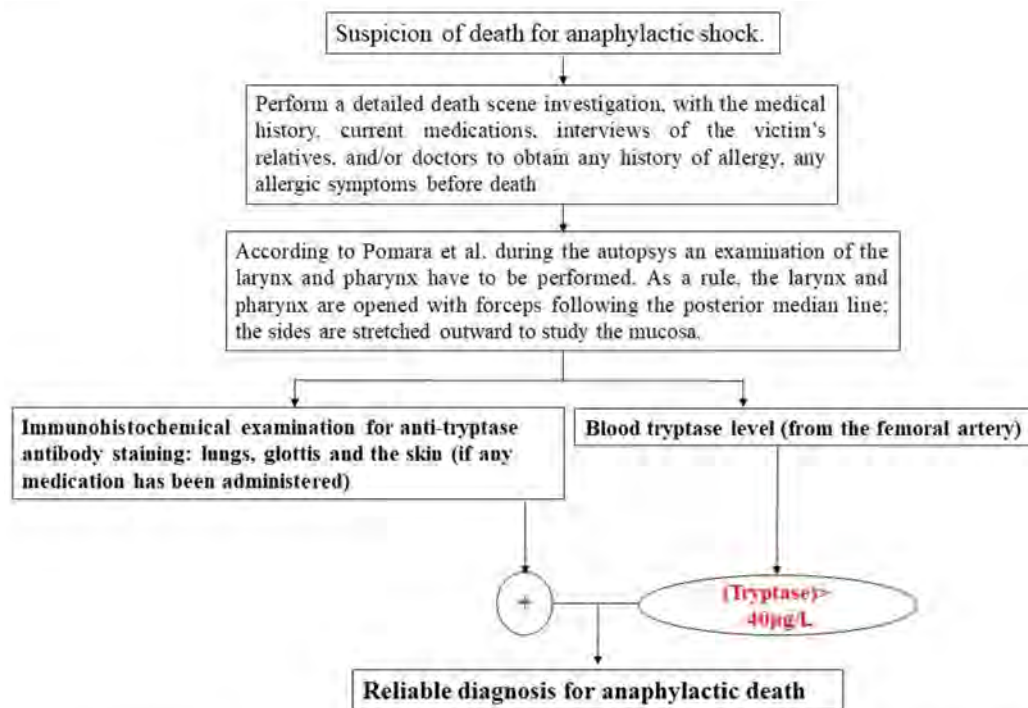 Suspicion of death for anaphylactic shock.
Perform a detailed death scene investigation, with the medical
history, current medications, interviews of the victim's
relatives, and/or doctors to obtain any history of allergy, any
allergic symptoms before death
According to Pomara et al. during the autopsys an examination of the
larynx and pharynx have to be performed. As a rule, the larynx and
pharynx are opened with forceps following the posterior median line;
the sides are stretched outward to study the mucosa.
Immunohistochemical examination for anti-tryptase
antibody staining: lungs, glottis and the skin (if any
medication has been administered)
Blood tryptase level (from the femoral artery)
+
(Tryptase)>
40µg/L
Reliable diagnosis for anaphylactic death